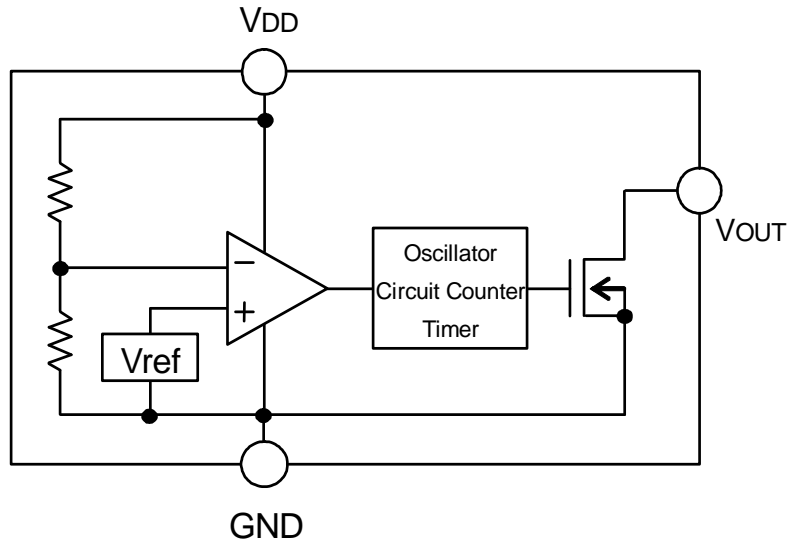 VDD
VOUT
Oscillator
Circuit Counter
Timer
−
+
Vref
GND